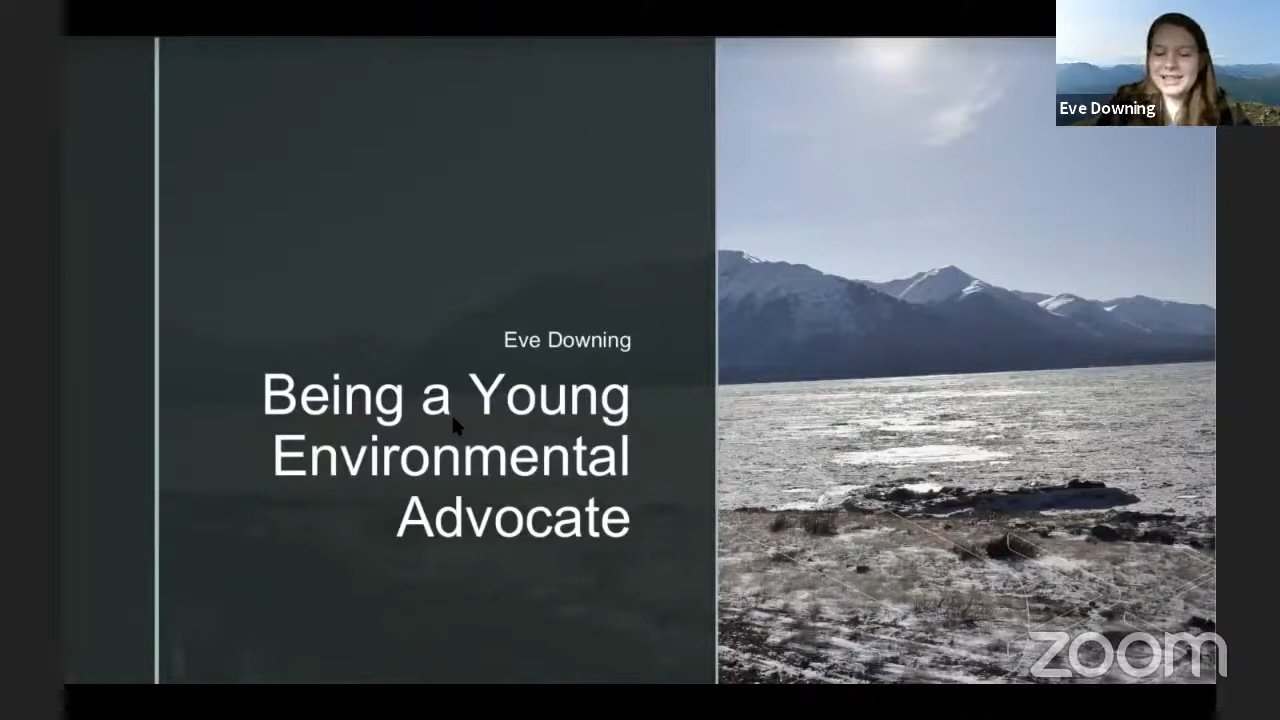 Eve Downing
Eve Downing
Being a Young
Environmental
Advocate
zoom